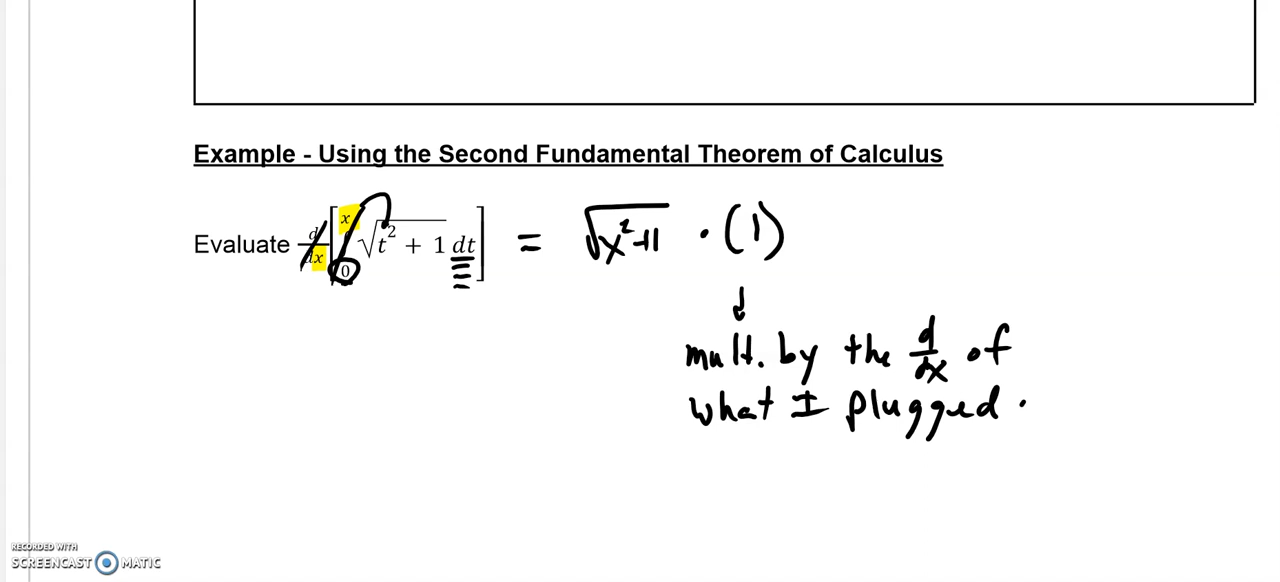 Example - Using the Second Fundamental Theorem of Calculus
Evaluate d/dx [∫₀ˣ √(t² + 1) dt] = √(x²+1) · (1)
mult. by the d/dx of
what I plugged.
RECORDED WITH
SCREENCAST MATIC